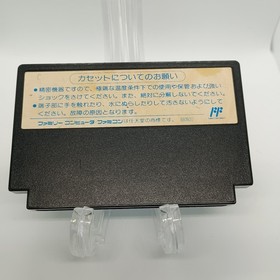 カセットについてのお願い
●精密機器ですので、極端な温度条件下での使用や保管および強い
ショックをさけてください。また、絶対に分解しないでください。
●端子部に手を触れたり、水にぬらしたりして汚さないようにして
ください。故障の原因となります。
ファミリー コンピュータ ファミコンは任天堂の商標です。
FF